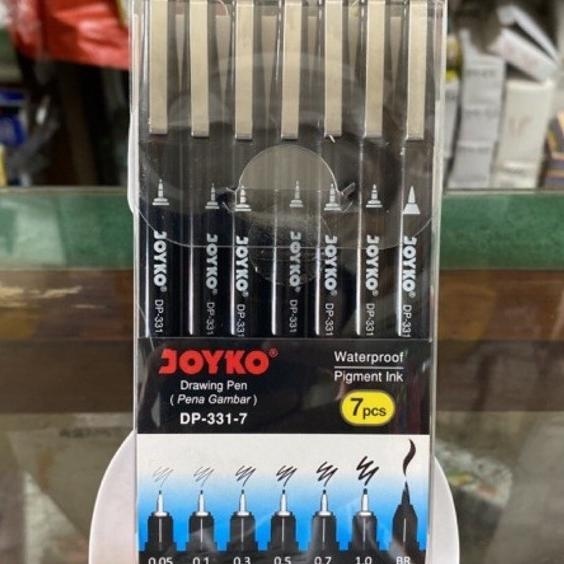 JOYKO DP-331
JOYKO DP-331
JOYKO DP-331
JOYKO DP-331
JOYKO DP-331
JOYKO DP-331
JOYKO DP-331
JOYKO®
Drawing Pen
( Pena Gambar )
DP-331-7
Waterproof
Pigment Ink
7pcs
0.05 0.1 0.3 0.5 0.7 1.0 BR